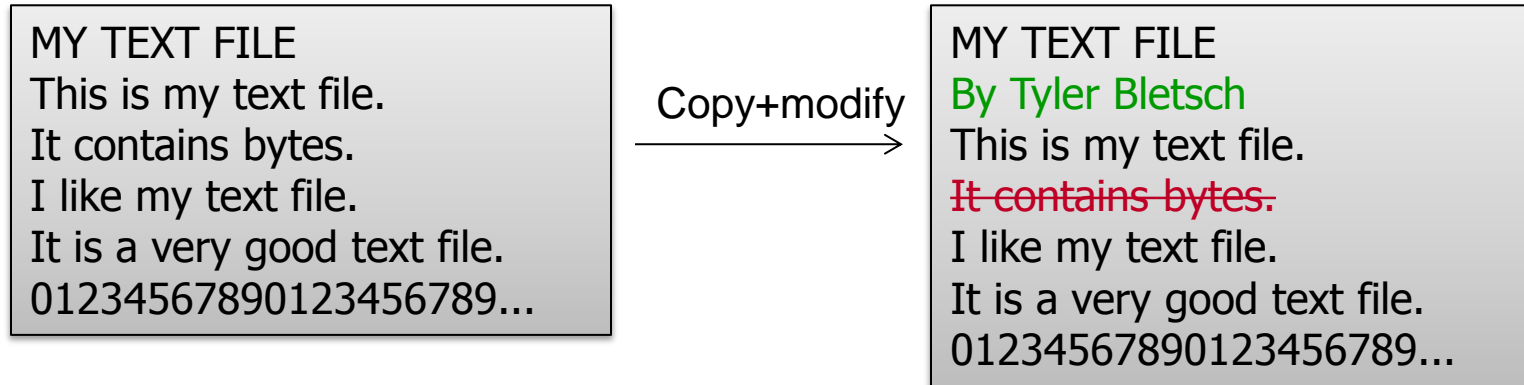 MY TEXT FILE
This is my text file.
It contains bytes.
I like my text file.
It is a very good text file.
01234567890123456789...
Copy+modify
MY TEXT FILE
By Tyler Bletsch
This is my text file.
It contains bytes.
I like my text file.
It is a very good text file.
01234567890123456789...